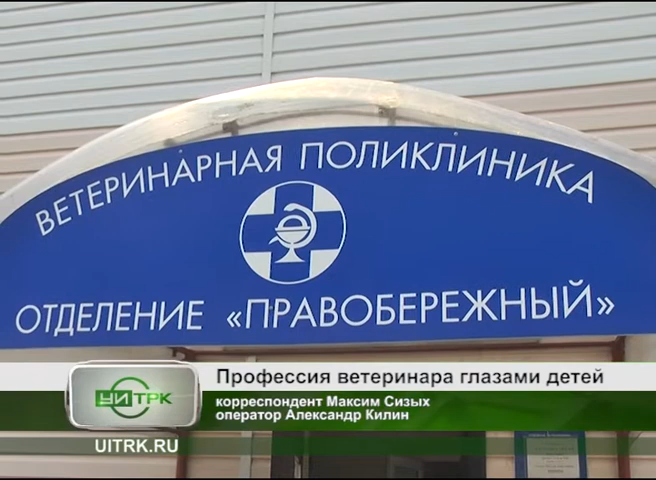 ВЕТЕРИНАРНАЯ ПОЛИКЛИНИКА
ОТДЕЛЕНИЕ «ПРАВОБЕРЕЖНЫЙ»
Профессия ветеринара глазами детей
УИТРК
корреспондент Максим Сизых
оператор Александр Килин
UITRK.RU